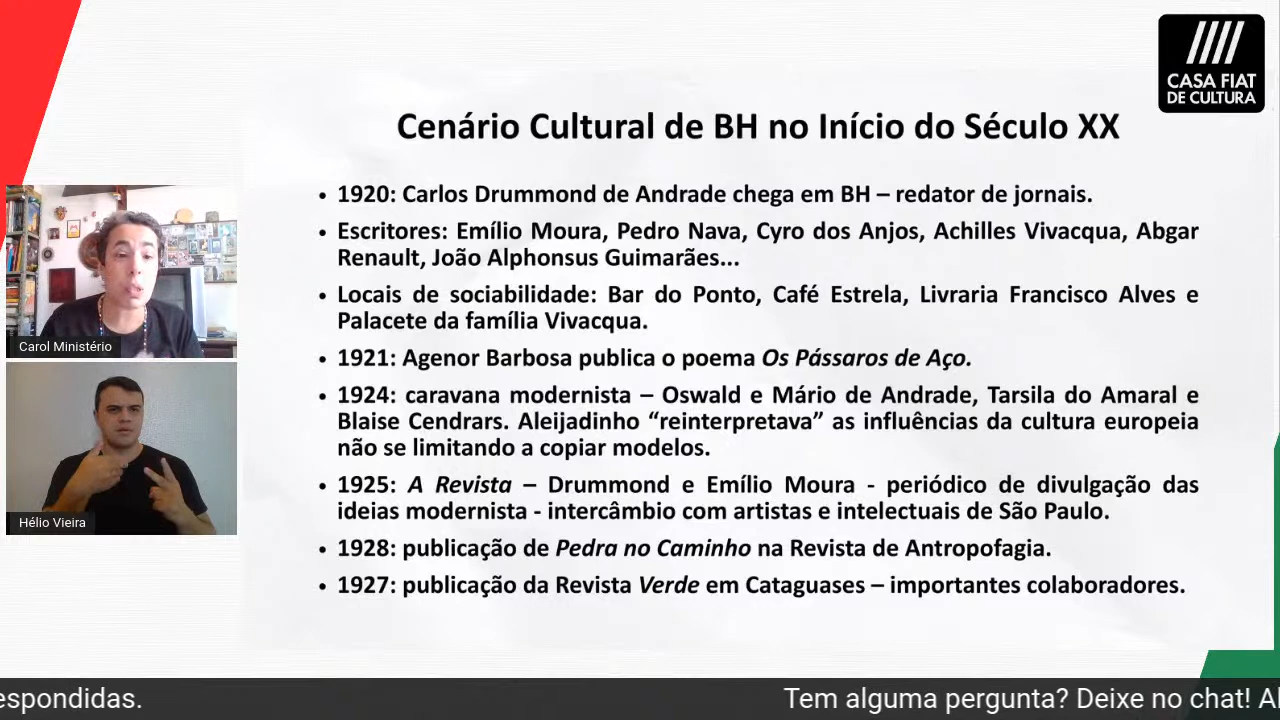 CASA FIAT
DE CULTURA
Cenário Cultural de BH no Início do Século XX
• 1920: Carlos Drummond de Andrade chega em BH – redator de jornais.
• Escritores: Emílio Moura, Pedro Nava, Cyro dos Anjos, Achilles Vivacqua, Abgar
Renault, João Alphonsus Guimarães...
• Locais de sociabilidade: Bar do Ponto, Café Estrela, Livraria Francisco Alves e
Palacete da família Vivacqua.
• 1921: Agenor Barbosa publica o poema Os Pássaros de Aço.
• 1924: caravana modernista – Oswald e Mário de Andrade, Tarsila do Amaral e
Blaise Cendrars. Aleijadinho “reinterpretava” as influências da cultura europeia
não se limitando a copiar modelos.
• 1925: A Revista – Drummond e Emílio Moura - periódico de divulgação das
ideias modernista - intercâmbio com artistas e intelectuais de São Paulo.
• 1928: publicação de Pedra no Caminho na Revista de Antropofagia.
• 1927: publicação da Revista Verde em Cataguases – importantes colaboradores.
Carol Ministério
Hélio Vieira
espondidas. Tem alguma pergunta? Deixe no chat! Al